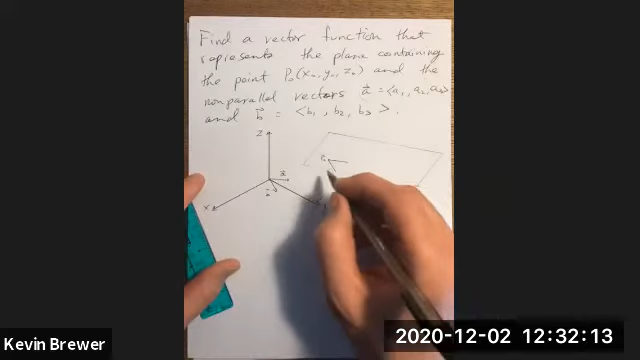 Find a vector function that
represents the plane containing
the point P₀(x₀, y₀, z₀) and the
nonparallel vectors a⃗ = <a₁, a₂, a₃>
and b⃗ = <b₁, b₂, b₃>.
z
P₀
a⃗
b⃗
x
Kevin Brewer
2020-12-02 12:32:13